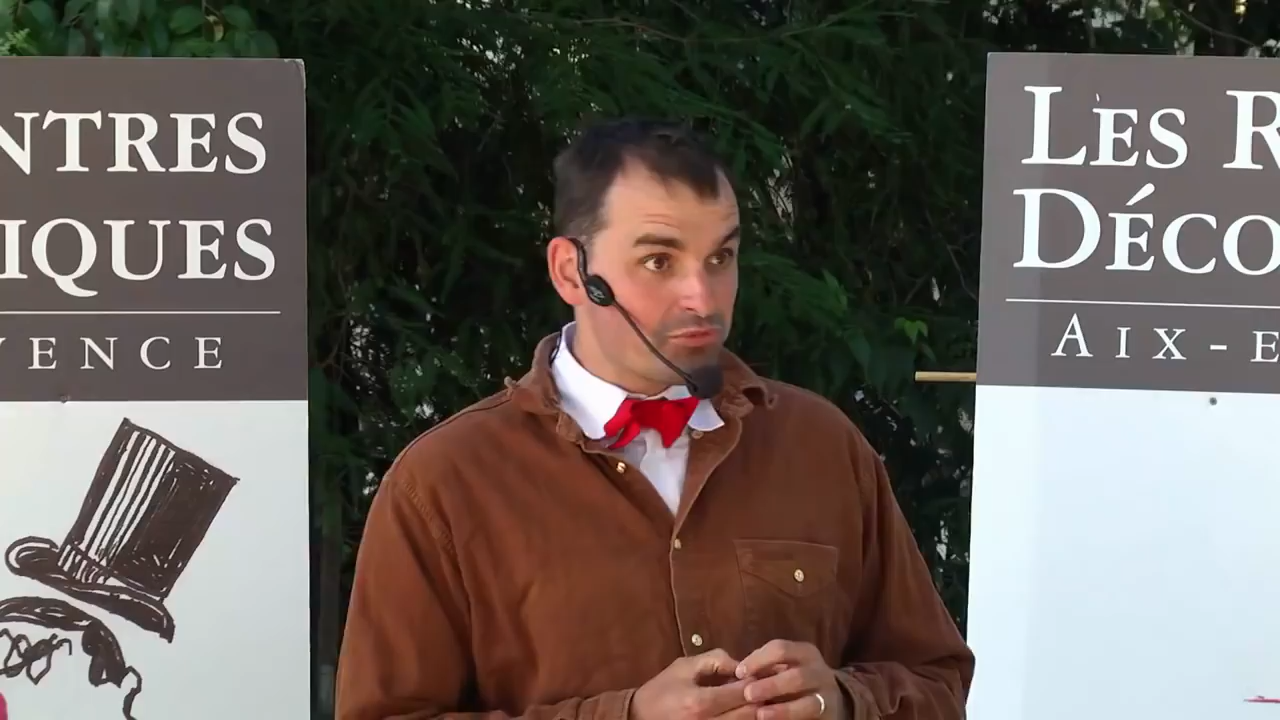 NTRES
IQUES
VENCE
LES R
DÉCO
AIX-E